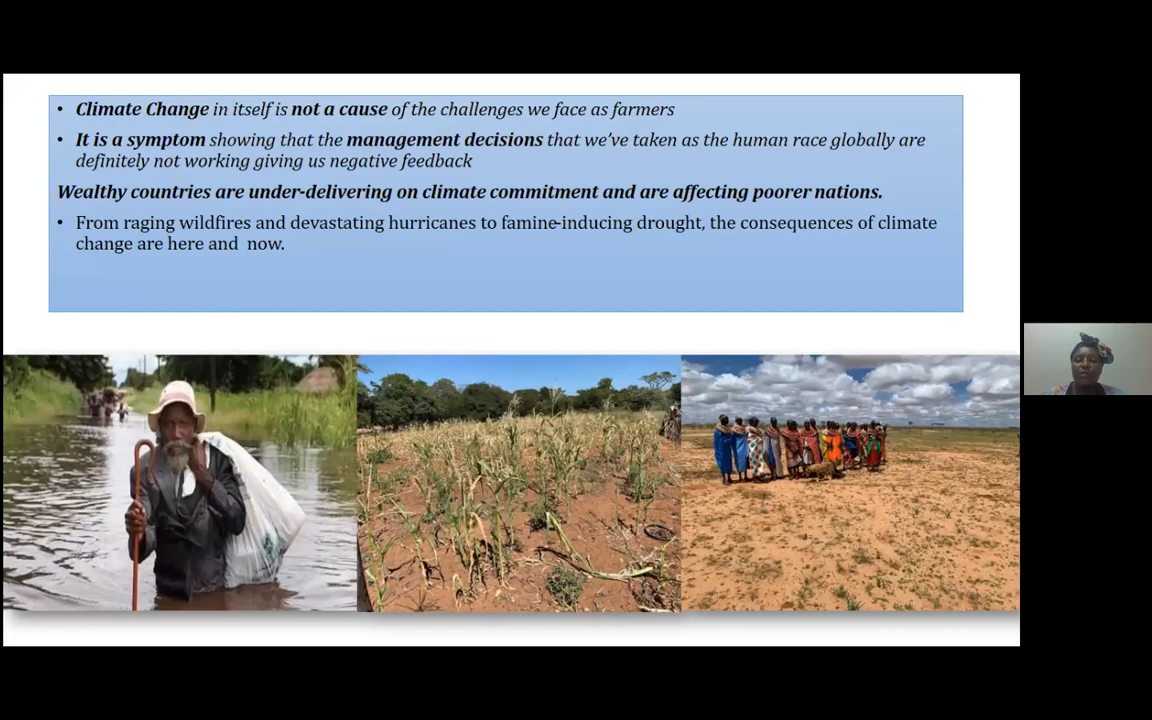 • Climate Change in itself is not a cause of the challenges we face as farmers
• It is a symptom showing that the management decisions that we've taken as the human race globally are
definitely not working giving us negative feedback
Wealthy countries are under-delivering on climate commitment and are affecting poorer nations.
• From raging wildfires and devastating hurricanes to famine-inducing drought, the consequences of climate
change are here and  now.